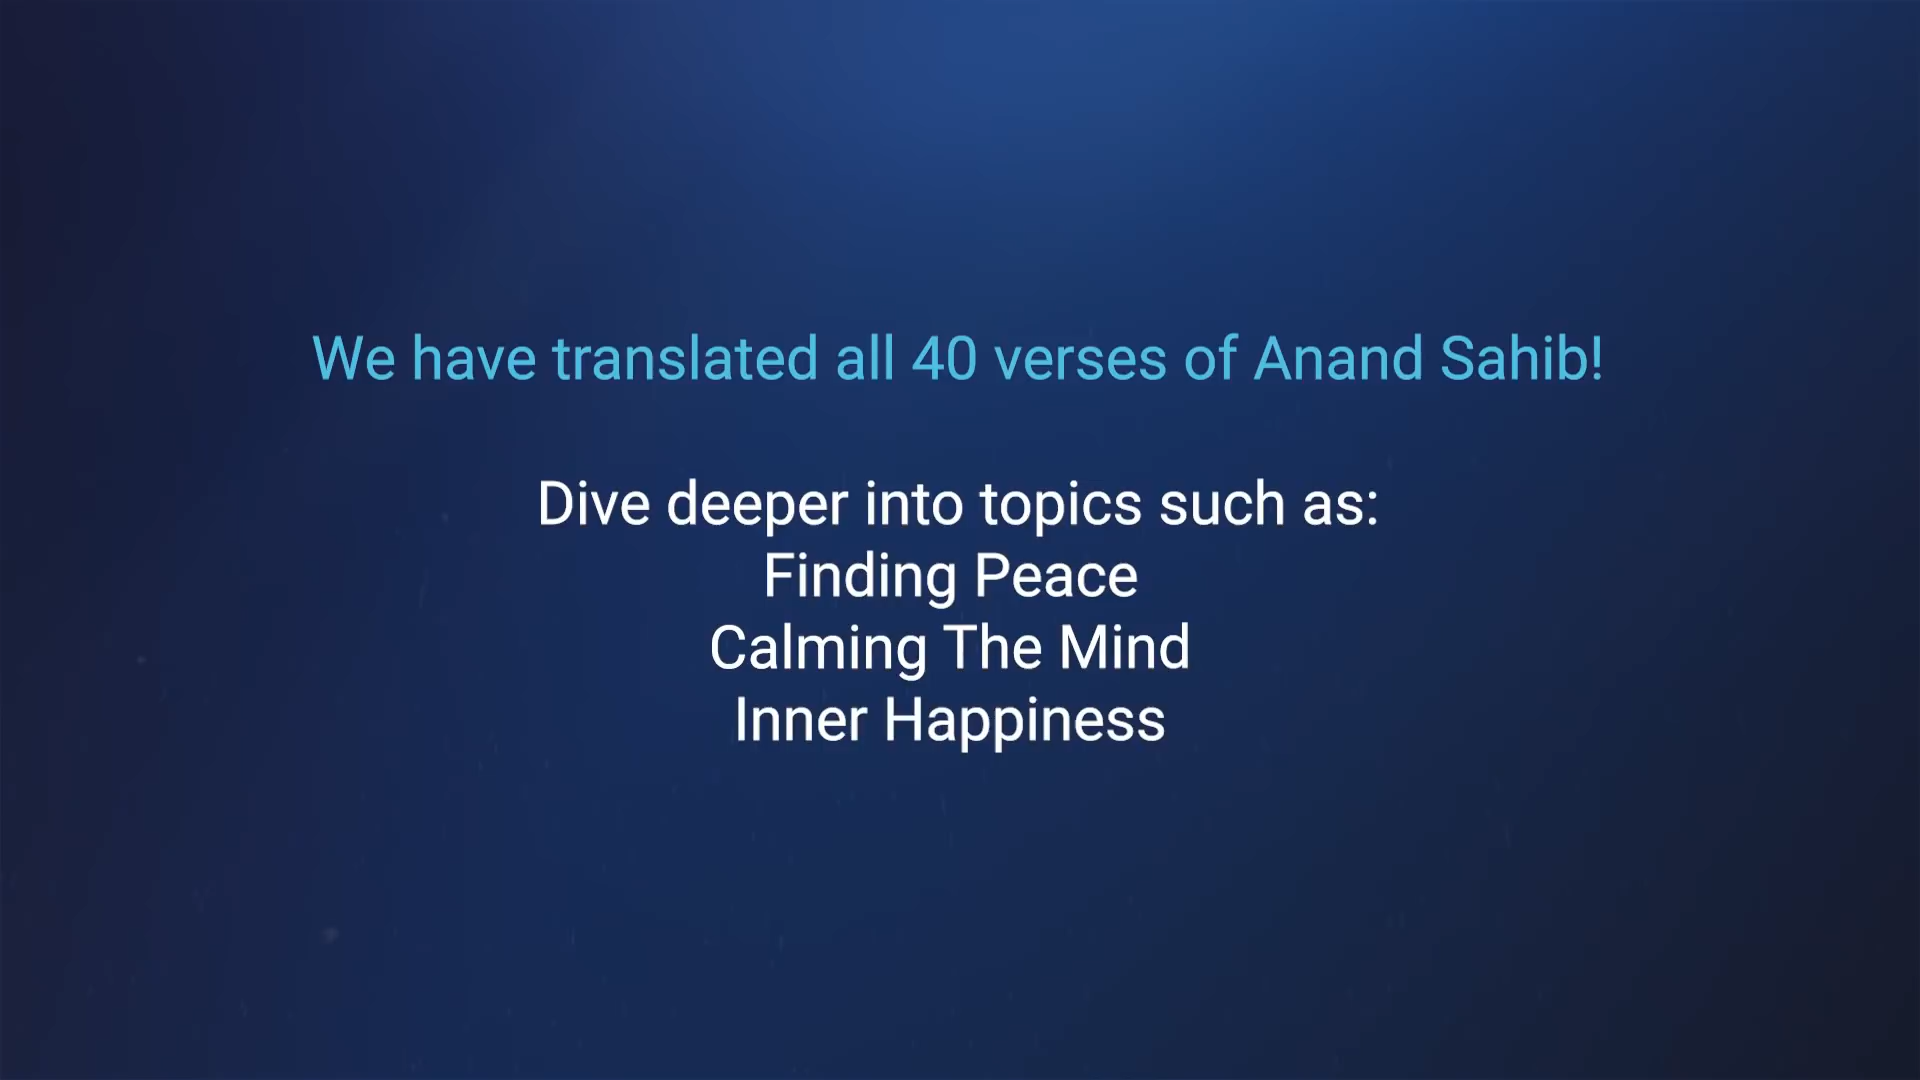 We have translated all 40 verses of Anand Sahib!
Dive deeper into topics such as:
Finding Peace
Calming The Mind
Inner Happiness